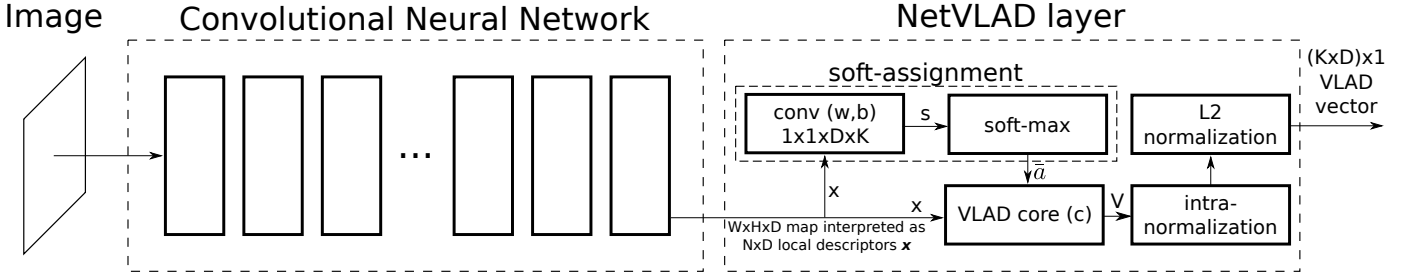 Image
Convolutional Neural Network
NetVLAD layer
soft-assignment
conv (w,b)
1x1xDxK
s
soft-max
L2
normalization
(KxD)x1
VLAD
vector
...
x
ā
x
VLAD core (c)
V
intra-
normalization
WxHxD map interpreted as
NxD local descriptors x